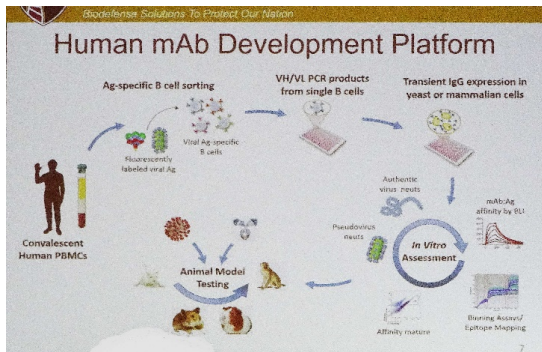 Biodefense Solutions To Protect Our Nation
Human mAb Development Platform
Ag-specific B cell sorting
VH/VL PCR products
from single B cells
Transient IgG expression in
yeast or mammalian cells
Fluorescently
labeled viral Ag
Viral Ag-specific
B cells
Convalescent
Human PBMCs
Authentic
virus neuts
Pseudovirus
neuts
mAb:Ag
affinity by BLI
In Vitro
Assessment
Animal Model
Testing
Affinity mature
Binning Assays/
Epitope Mapping
7